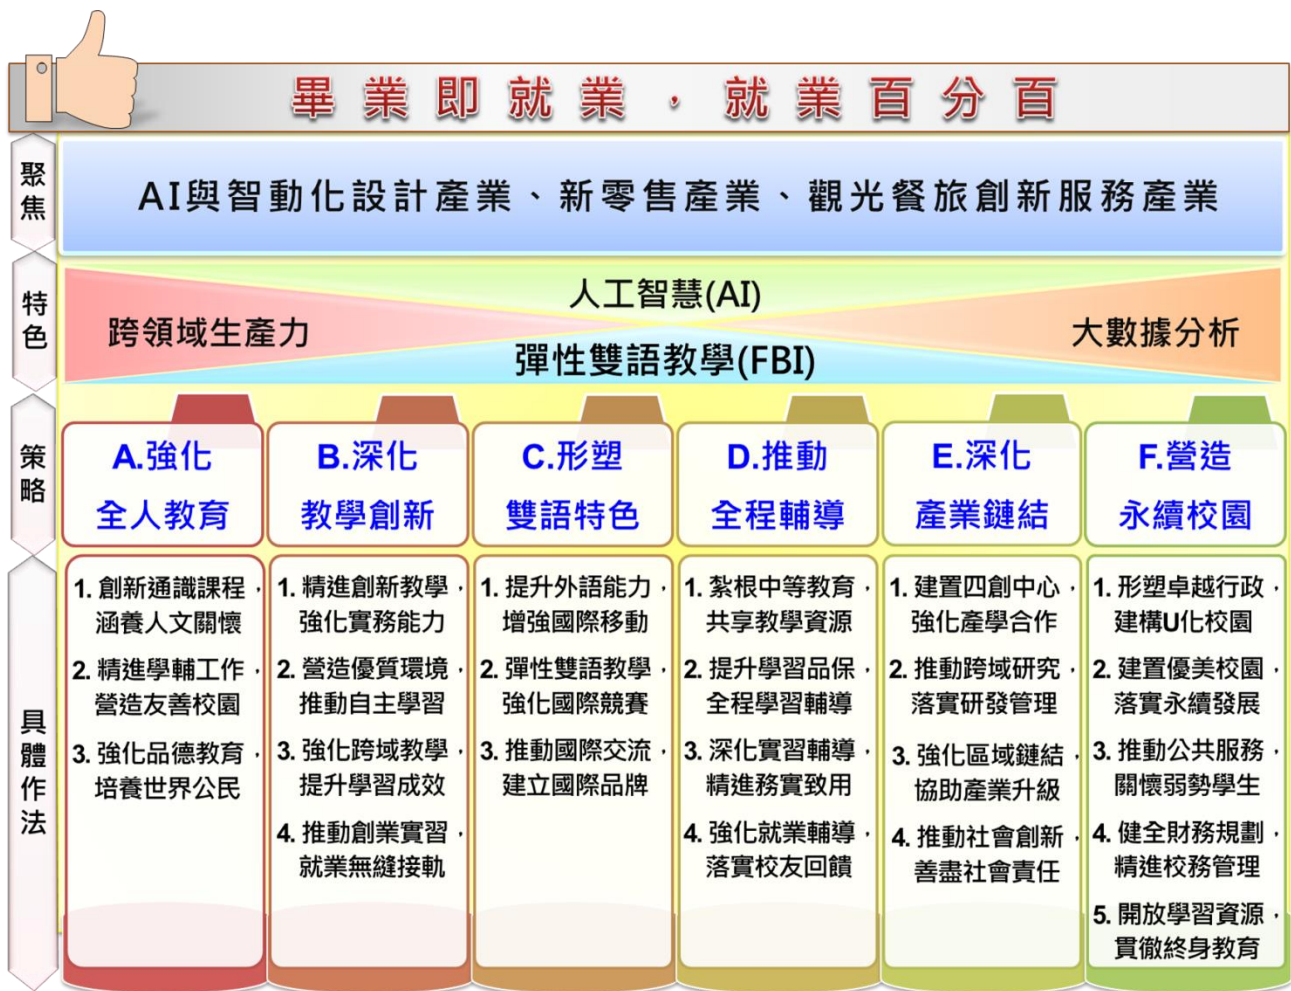 畢業即就業，就業百分百
聚焦
AI與智動化設計產業、新零售產業、觀光餐旅創新服務產業
特色
人工智慧(AI)
跨領域生產力
大數據分析
彈性雙語教學(FBI)
策略
A.強化
全人教育
B.深化
教學創新
C.形塑
雙語特色
D.推動
全程輔導
E.深化
產業鏈結
F.營造
永續校園
具體作法
1. 創新通識課程，
涵養人文關懷
2. 精進學輔工作，
營造友善校園
3. 強化品德教育，
培養世界公民
1. 精進創新教學，
強化實務能力
2. 營造優質環境，
推動自主學習
3. 強化跨域教學，
提升學習成效
4. 推動創業實習，
就業無縫接軌
1. 提升外語能力，
增強國際移動
2. 彈性雙語教學，
強化國際競賽
3. 推動國際交流，
建立國際品牌
1. 紮根中等教育，
共享教學資源
2. 提升學習品保，
全程學習輔導
3. 深化實習輔導，
精進務實致用
4. 強化就業輔導，
落實校友回饋
1. 建置四創中心，
強化產學合作
2. 推動跨域研究，
落實研發管理
3. 強化區域鏈結，
協助產業升級
4. 推動社會創新，
善盡社會責任
1. 形塑卓越行政，
建構U化校園
2. 建置優美校園，
落實永續發展
3. 推動公共服務，
關懷弱勢學生
4. 健全財務規劃，
精進校務管理
5. 開放學習資源，
貫徹終身教育